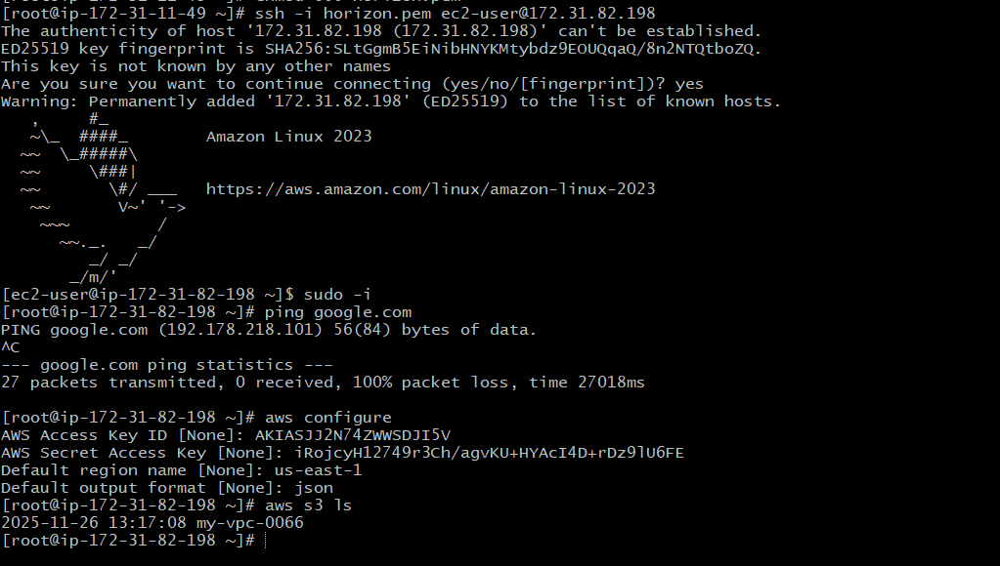 [root@ip-172-31-11-49 ~]# ssh -i horizon.pem ec2-user@172.31.82.198
The authenticity of host '172.31.82.198 (172.31.82.198)' can't be established.
ED25519 key fingerprint is SHA256:SLtGgmB5EiNibHNYKMtybdz9EOUQqaQ/8n2NTQtboZQ.
This key is not known by any other names
Are you sure you want to continue connecting (yes/no/[fingerprint])? yes
Warning: Permanently added '172.31.82.198' (ED25519) to the list of known hosts.
   ,     #_
   ~\_  ####_        Amazon Linux 2023
  ~~  \_#####\
  ~~     \###|
  ~~       \#/ ___   https://aws.amazon.com/linux/amazon-linux-2023
   ~~       V~' '->
    ~~~         /
      ~~._.   _/
         _/ _/
       _/m/'
[ec2-user@ip-172-31-82-198 ~]$ sudo -i
[root@ip-172-31-82-198 ~]# ping google.com
PING google.com (192.178.218.101) 56(84) bytes of data.
^C
--- google.com ping statistics ---
27 packets transmitted, 0 received, 100% packet loss, time 27018ms

[root@ip-172-31-82-198 ~]# aws configure
AWS Access Key ID [None]: AKIASJJ2N74ZWWSDJI5V
AWS Secret Access Key [None]: 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
Default region name [None]: us-east-1
Default output format [None]: json
[root@ip-172-31-82-198 ~]# aws s3 ls
2025-11-26 13:17:08 my-vpc-0066
[root@ip-172-31-82-198 ~]#